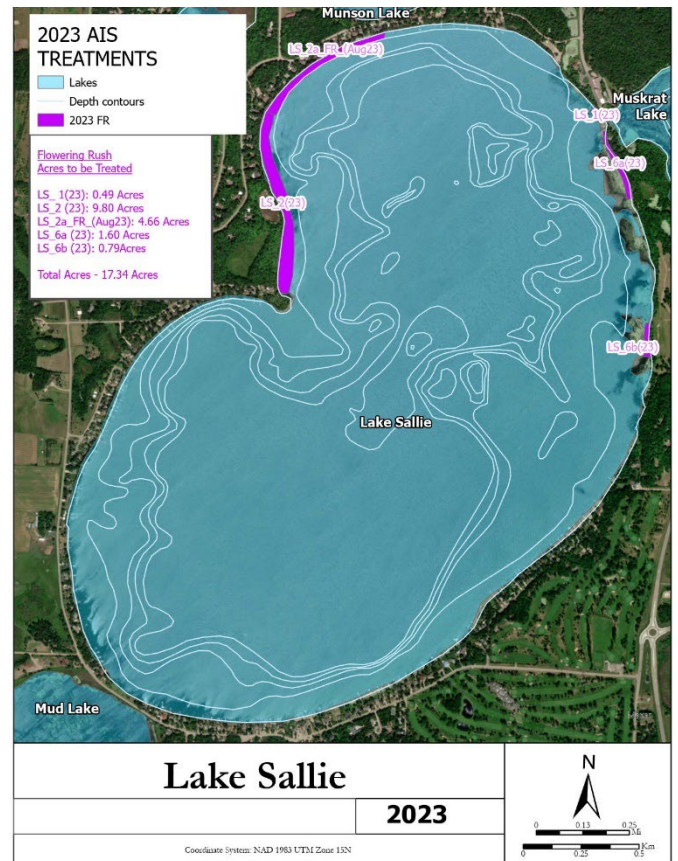 2023 AIS
TREATMENTS
Lakes
Depth contours
2023 FR
Flowering Rush
Acres to be Treated
LS_ 1(23): 0.49 Acres
LS_2 (23): 9.80 Acres
LS_2a_FR_(Aug23): 4.66 Acres
LS_6a (23): 1.60 Acres
LS_6b (23): 0.79Acres
Total Acres - 17.34 Acres
Munson Lake
LS_2a_FR_(Aug23)
Muskrat
Lake
LS_1(23)
LS_6a(23)
LS_2(23)
LS_6b(23)
Lake Sallie
Mud Lake
Lake Sallie
2023
Coordinate System: NAD 1983 UTM Zone 15N
N
0 0.13 0.25
Mi
Km
0 0.25 0.5